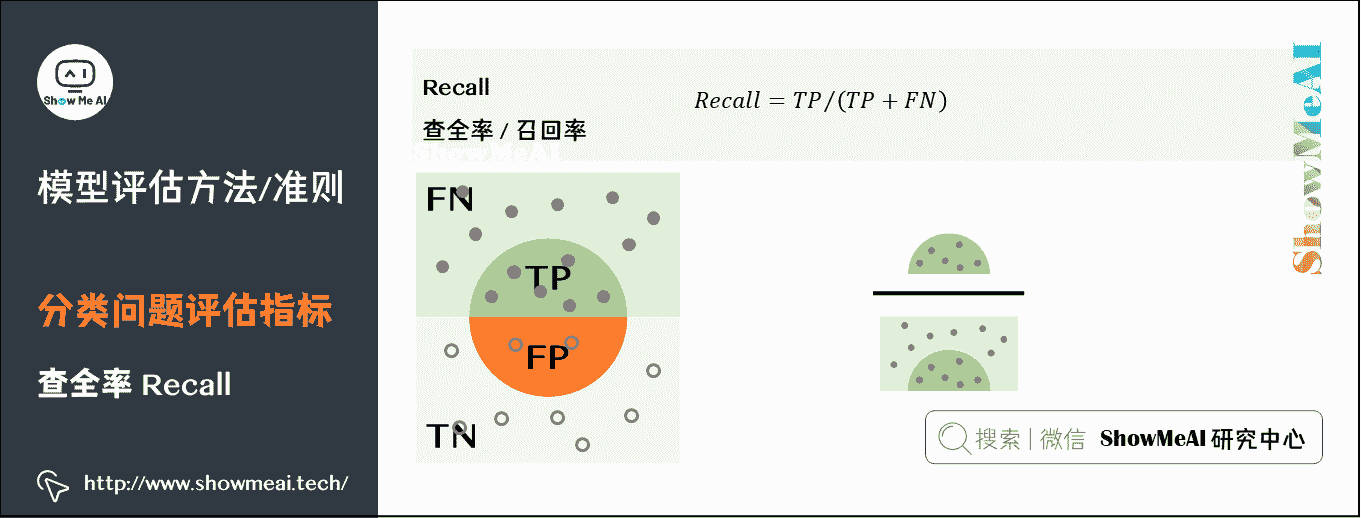 Show Me AI
模型评估方法/准则
分类问题评估指标
查全率 Recall
http://www.showmeai.tech/
Recall
查全率 / 召回率
Recall = TP/(TP + FN)
ShowMeAI
FN
TP
FP
TN
ShowMeAI
搜索 | 微信 ShowMeAI 研究中心